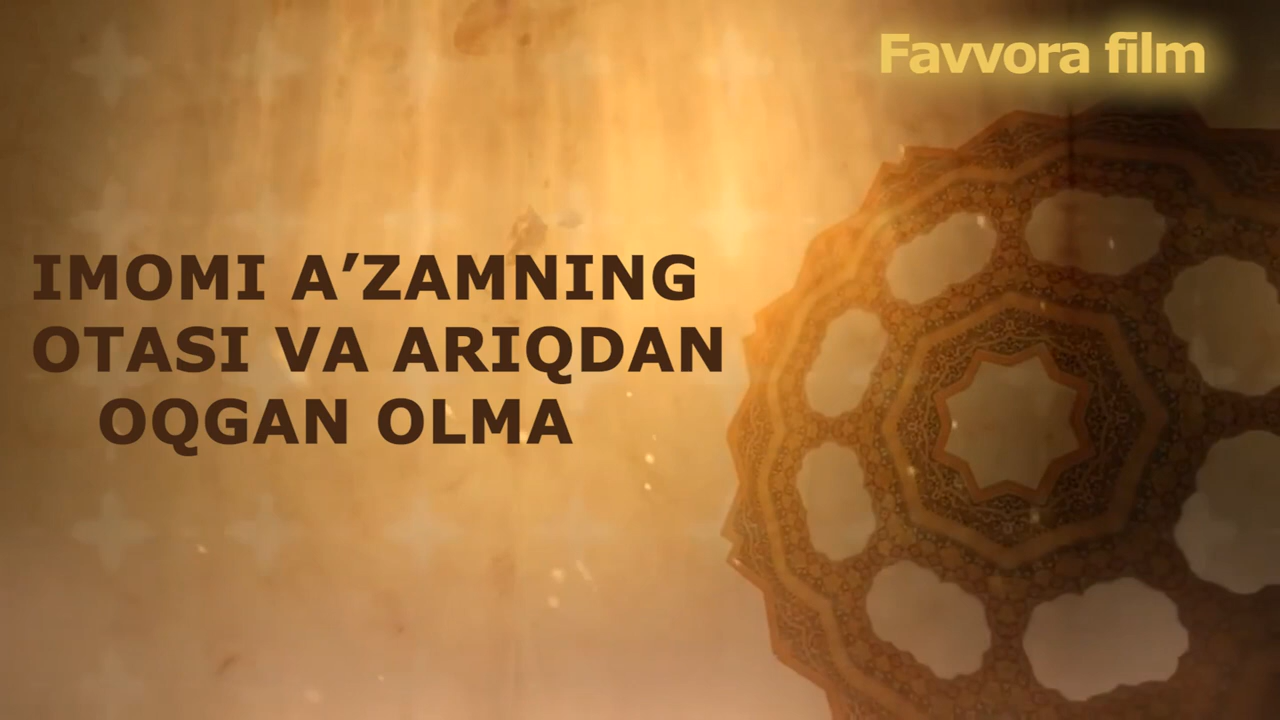 Favvora film
IMOMI A’ZAMNING
OTASI VA ARIQDAN
OQGAN OLMA